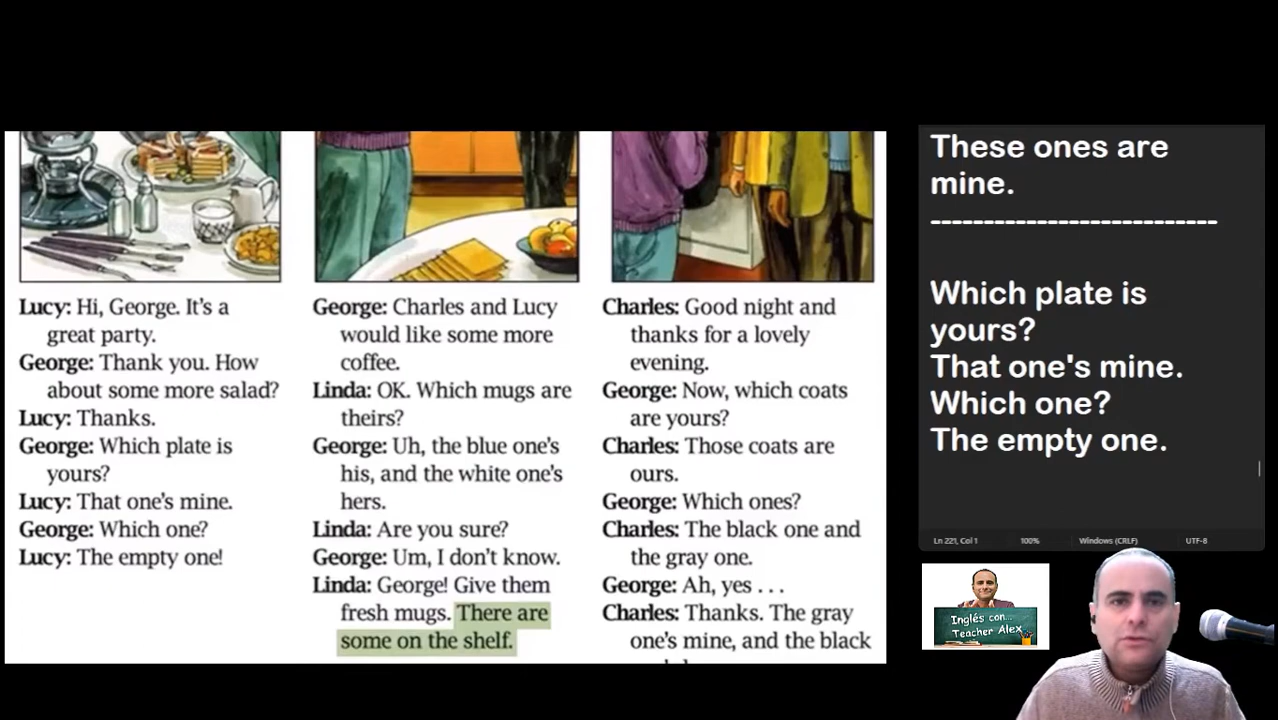 Lucy: Hi, George. It's a
great party.
George: Thank you. How
about some more salad?
Lucy: Thanks.
George: Which plate is
yours?
Lucy: That one's mine.
George: Which one?
Lucy: The empty one!
George: Charles and Lucy
would like some more
coffee.
Linda: OK. Which mugs are
theirs?
George: Uh, the blue one's
his, and the white one's
hers.
Linda: Are you sure?
George: Um, I don't know.
Linda: George! Give them
fresh mugs. There are
some on the shelf.
Charles: Good night and
thanks for a lovely
evening.
George: Now, which coats
are yours?
Charles: Those coats are
ours.
George: Which ones?
Charles: The black one and
the gray one.
George: Ah, yes . . .
Charles: Thanks. The gray
one's mine, and the black
These ones are
mine.
---------------------------
Which plate is
yours?
That one's mine.
Which one?
The empty one.
Ln 221, Col 1 100% Windows (CRLF) UTF-8
Inglés con...
Teacher Alex